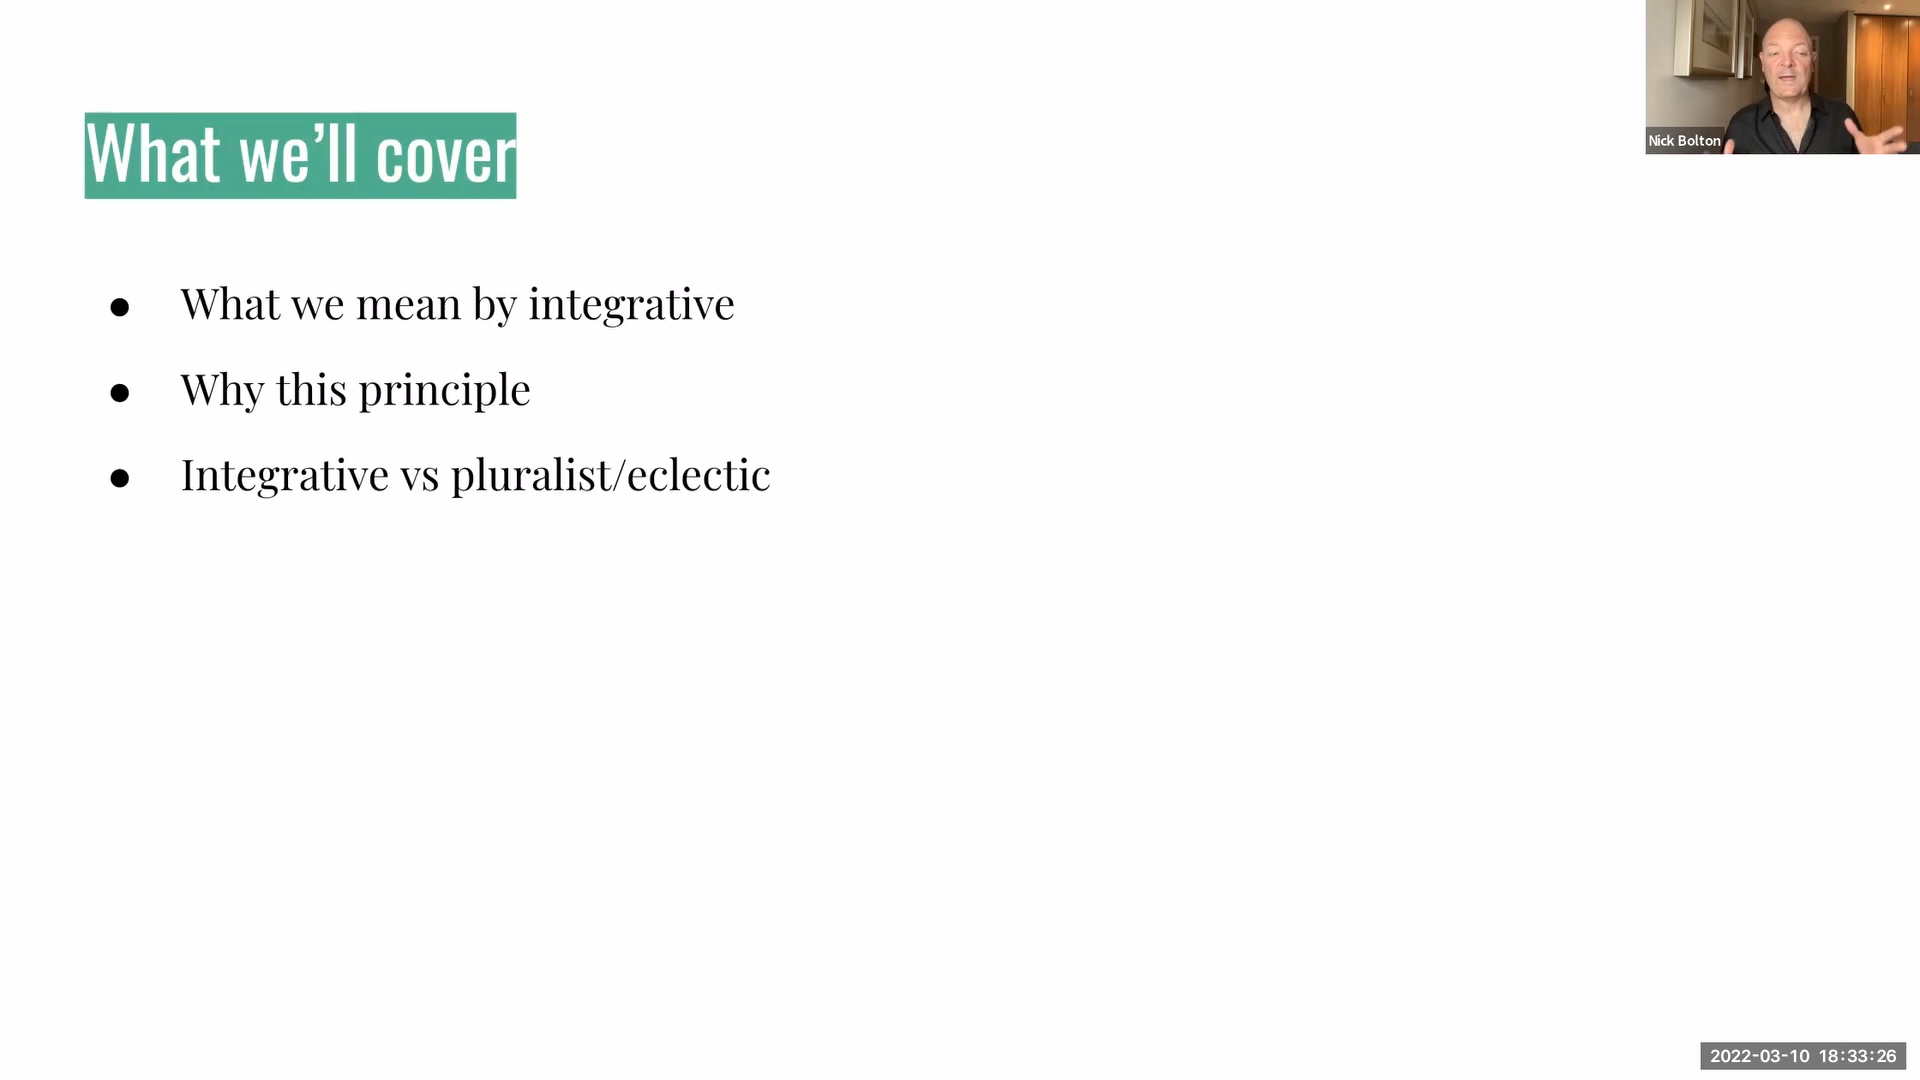 What we'll cover
Nick Bolton
● What we mean by integrative
● Why this principle
● Integrative vs pluralist/eclectic
2022-03-10 18:33:26